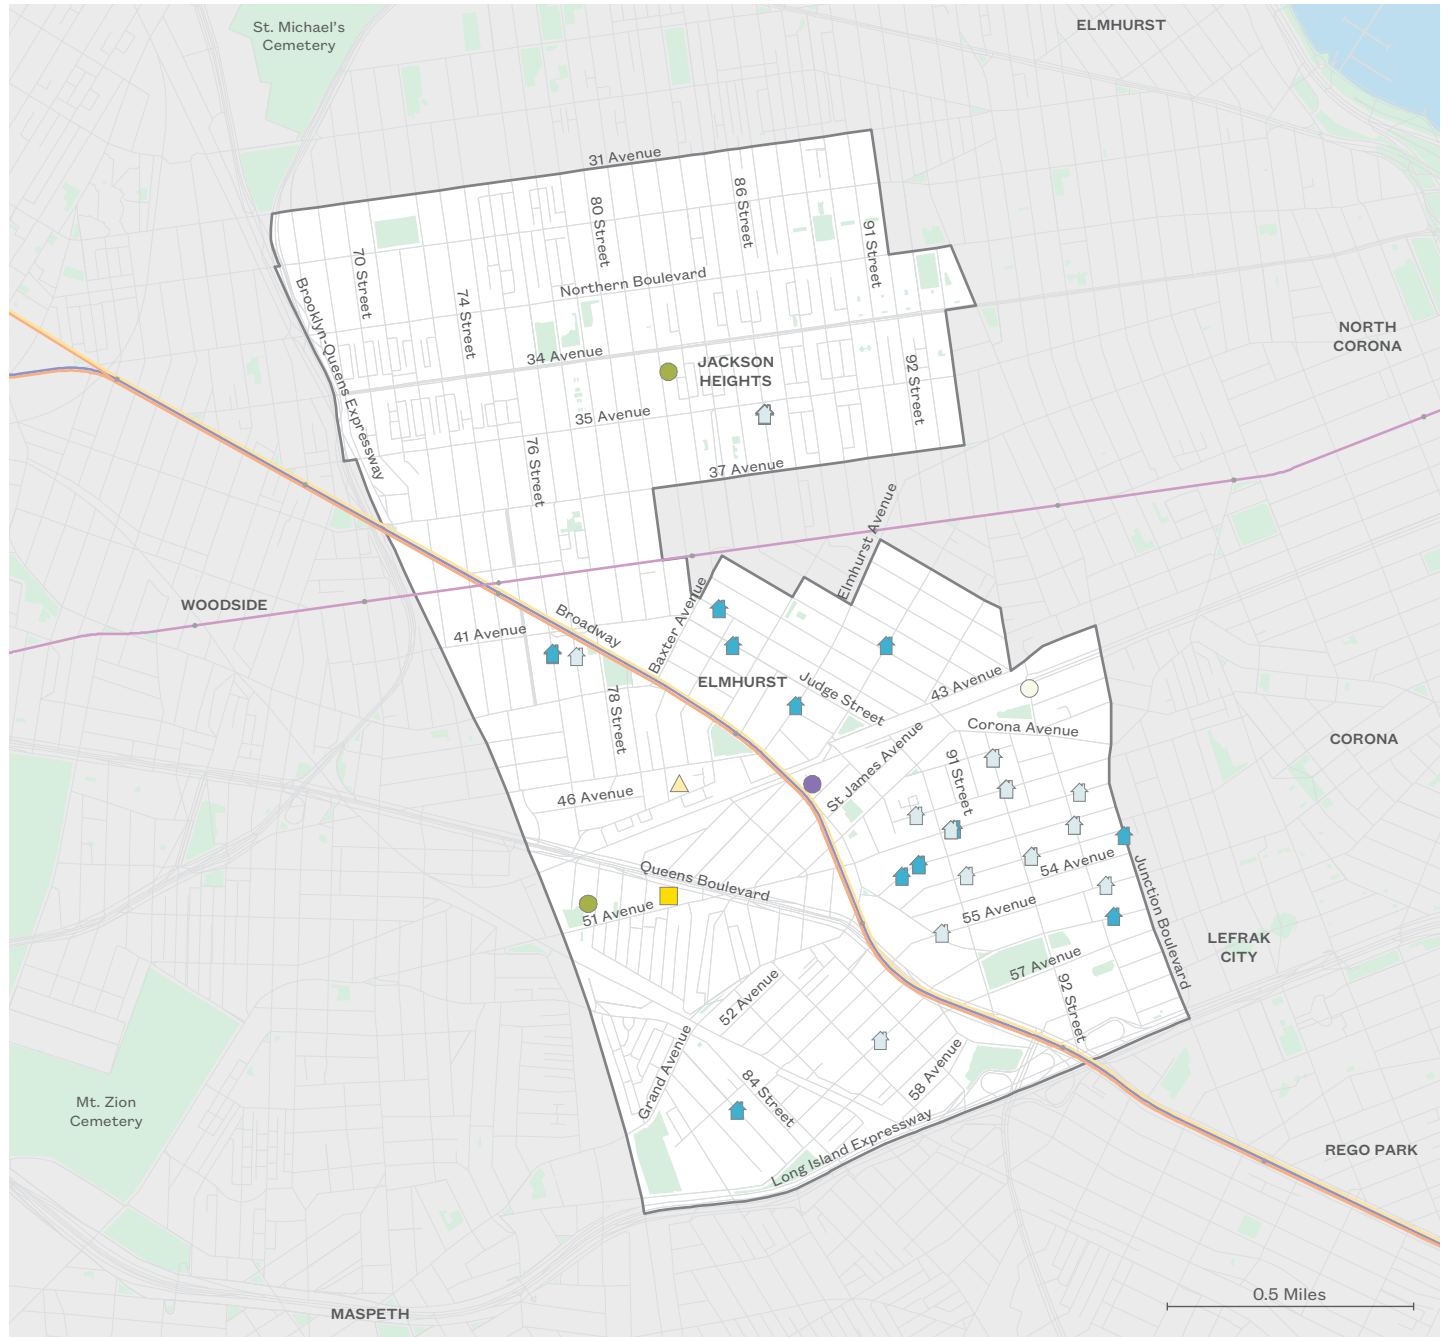 St. Michael's
Cemetery
ELMHURST
31 Avenue
86 Street
80 Street
91 Street
70 Street
Northern Boulevard
74 Street
Brooklyn-Queens Expressway
NORTH
CORONA
34 Avenue
JACKSON
HEIGHTS
92 Street
35 Avenue
76 Street
37 Avenue
Elmhurst Avenue
WOODSIDE
Broadway
41 Avenue
Baxter Avenue
ELMHURST
Judge Street
43 Avenue
78 Street
Corona Avenue
CORONA
St James Avenue
91 Street
46 Avenue
Queens Boulevard
54 Avenue
Junction Boulevard
51 Avenue
55 Avenue
LEFRAK
CITY
57 Avenue
52 Avenue
92 Street
Grand Avenue
58 Avenue
84 Street
Mt. Zion
Cemetery
Long Island Expressway
REGO PARK
0.5 Miles
MASPETH